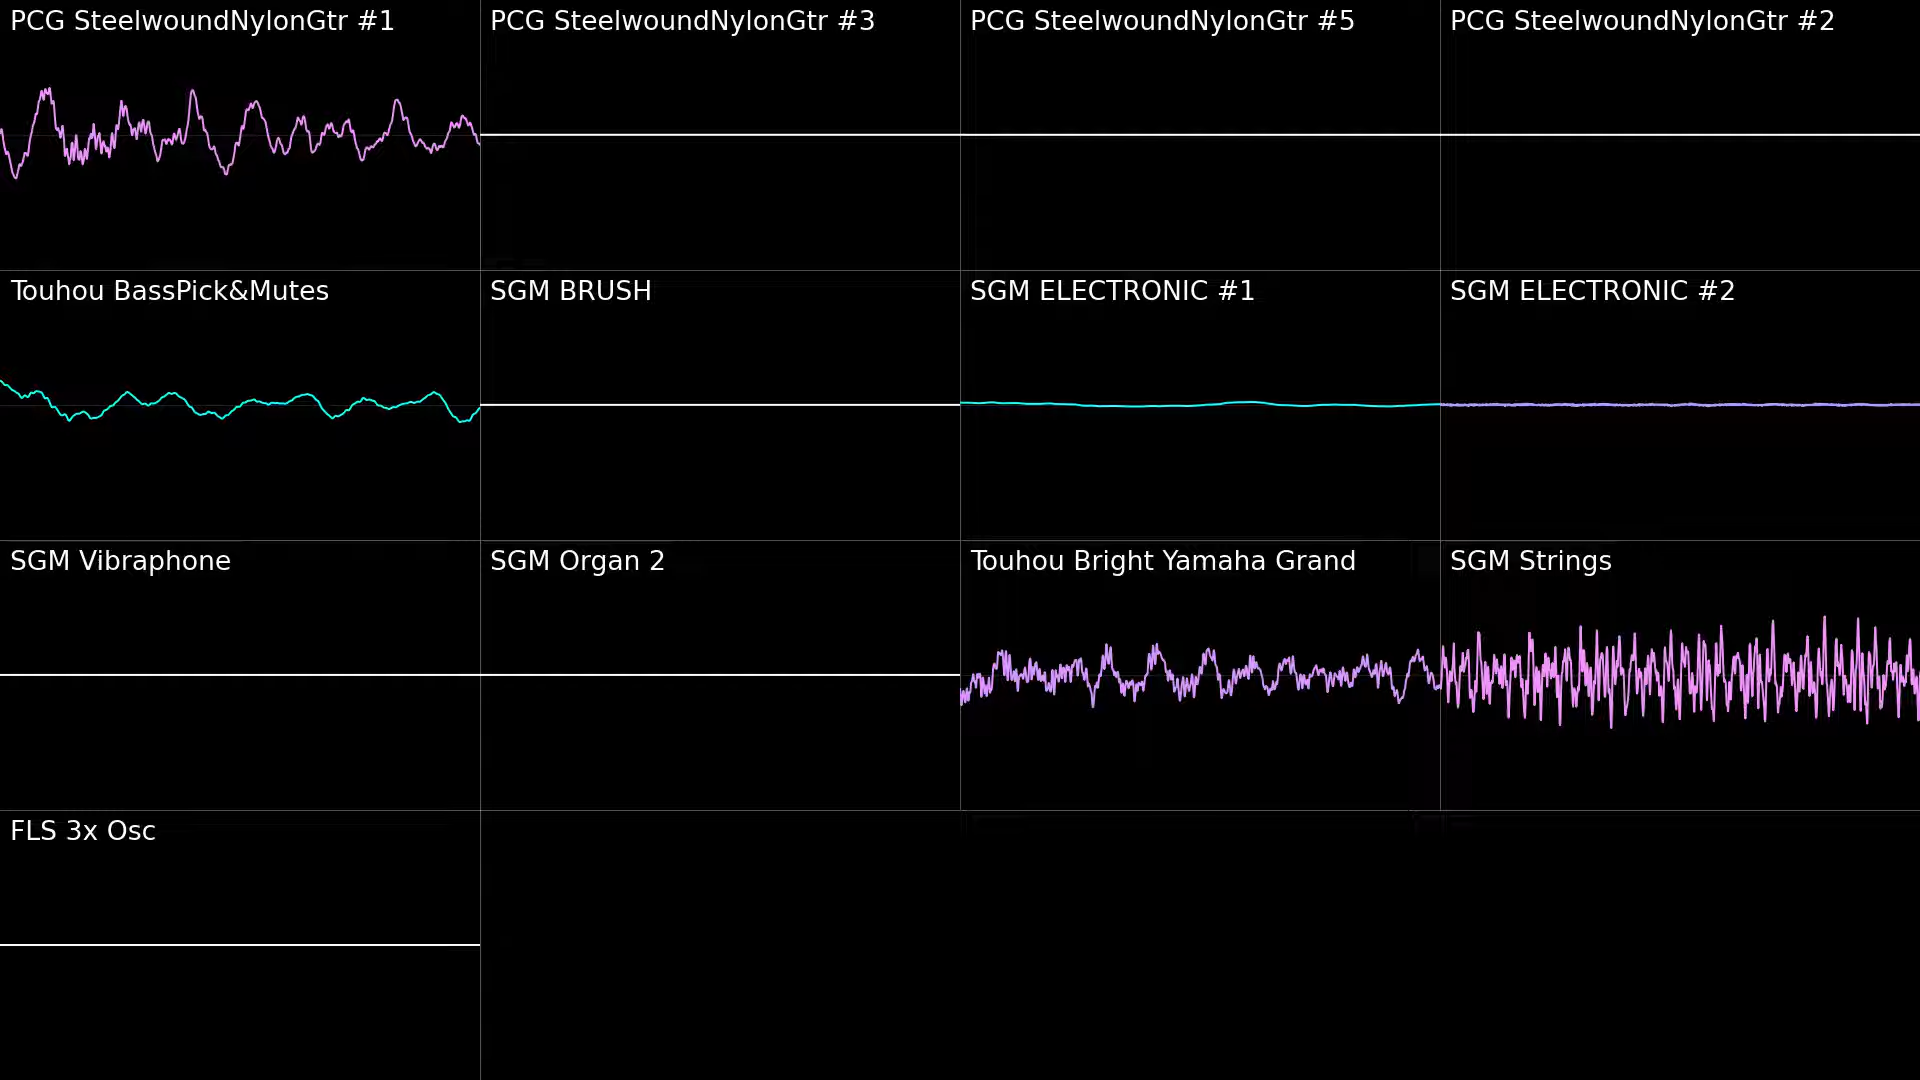 PCG SteelwoundNylonGtr #1
PCG SteelwoundNylonGtr #3
PCG SteelwoundNylonGtr #5
PCG SteelwoundNylonGtr #2
Touhou BassPick&Mutes
SGM BRUSH
SGM ELECTRONIC #1
SGM ELECTRONIC #2
SGM Vibraphone
SGM Organ 2
Touhou Bright Yamaha Grand
SGM Strings
FLS 3x Osc